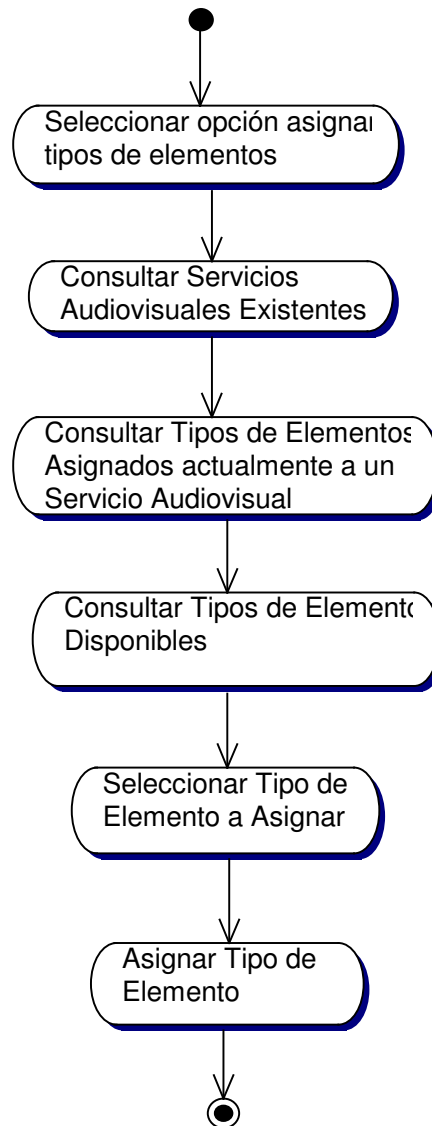 Seleccionar opción asignar
tipos de elementos
Consultar Servicios
Audiovisuales Existentes
Consultar Tipos de Elementos
Asignados actualmente a un
Servicio Audiovisual
Consultar Tipos de Elemento
Disponibles
Seleccionar Tipo de
Elemento a Asignar
Asignar Tipo de
Elemento